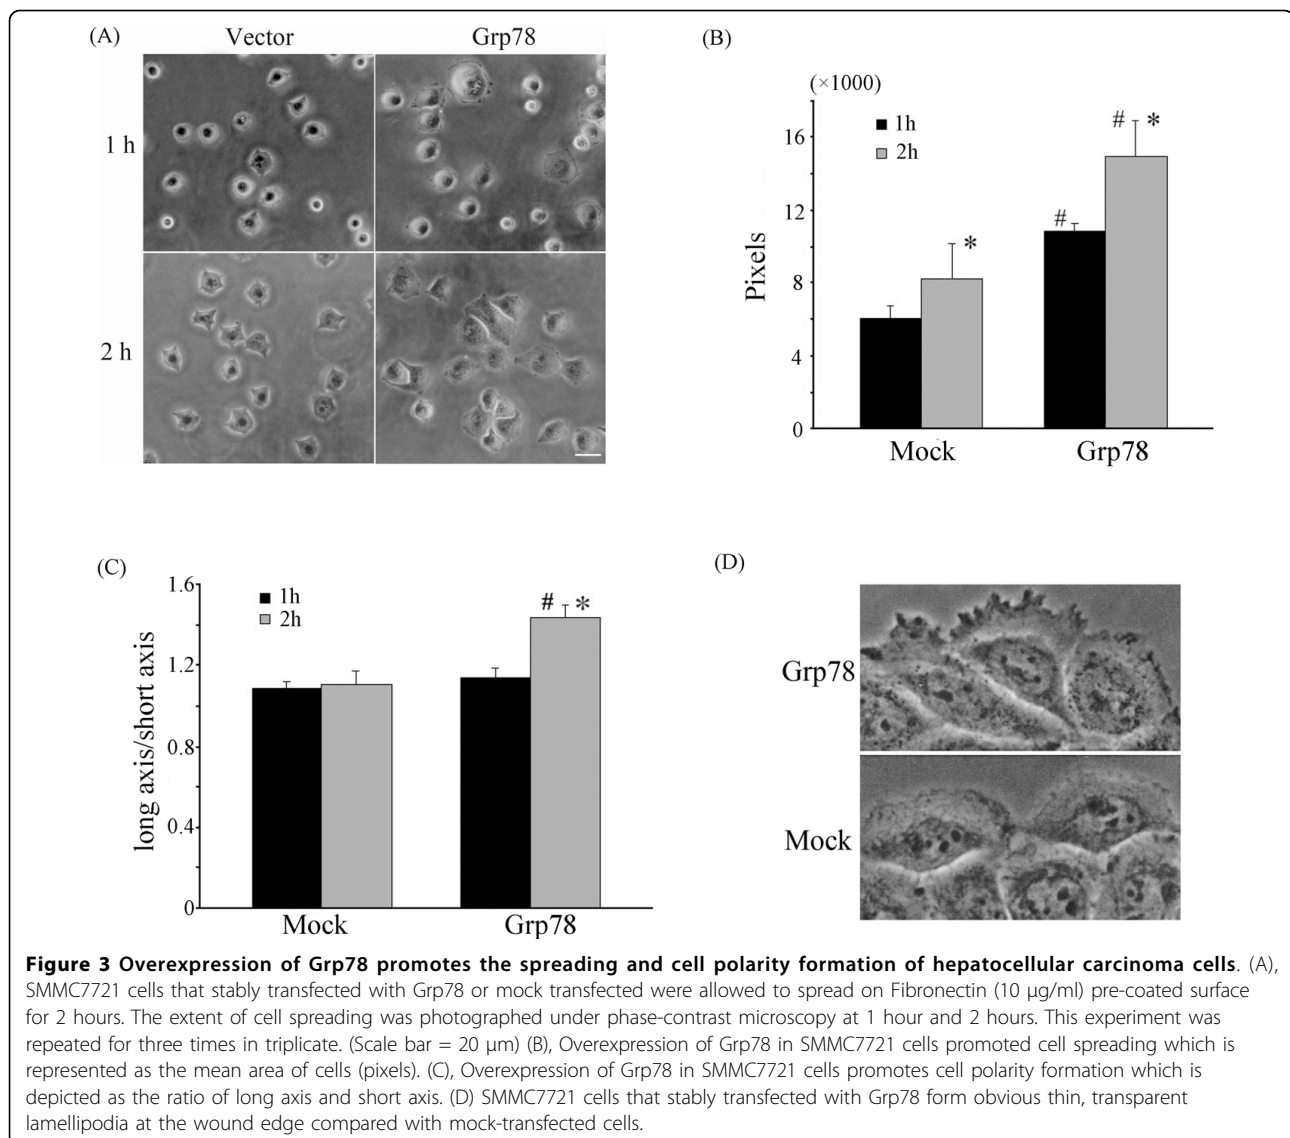 (A)
Vector Grp78
1 h
2 h
(B)
(×1000)
1h
2h
16
12
8
4
0
Pixels
# *
#
*
Mock Grp78
(C)
1h
2h
1.6
1.2
0.8
0.4
0
long axis/short axis
# *
Mock Grp78
(D)
Grp78
Mock
Figure 3 Overexpression of Grp78 promotes the spreading and cell polarity formation of hepatocellular carcinoma cells. (A),
SMMC7721 cells that stably transfected with Grp78 or mock transfected were allowed to spread on Fibronectin (10 μg/ml) pre-coated surface
for 2 hours. The extent of cell spreading was photographed under phase-contrast microscopy at 1 hour and 2 hours. This experiment was
repeated for three times in triplicate. (Scale bar = 20 μm) (B), Overexpression of Grp78 in SMMC7721 cells promoted cell spreading which is
represented as the mean area of cells (pixels). (C), Overexpression of Grp78 in SMMC7721 cells promotes cell polarity formation which is
depicted as the ratio of long axis and short axis. (D) SMMC7721 cells that stably transfected with Grp78 form obvious thin, transparent
lamellipodia at the wound edge compared with mock-transfected cells.